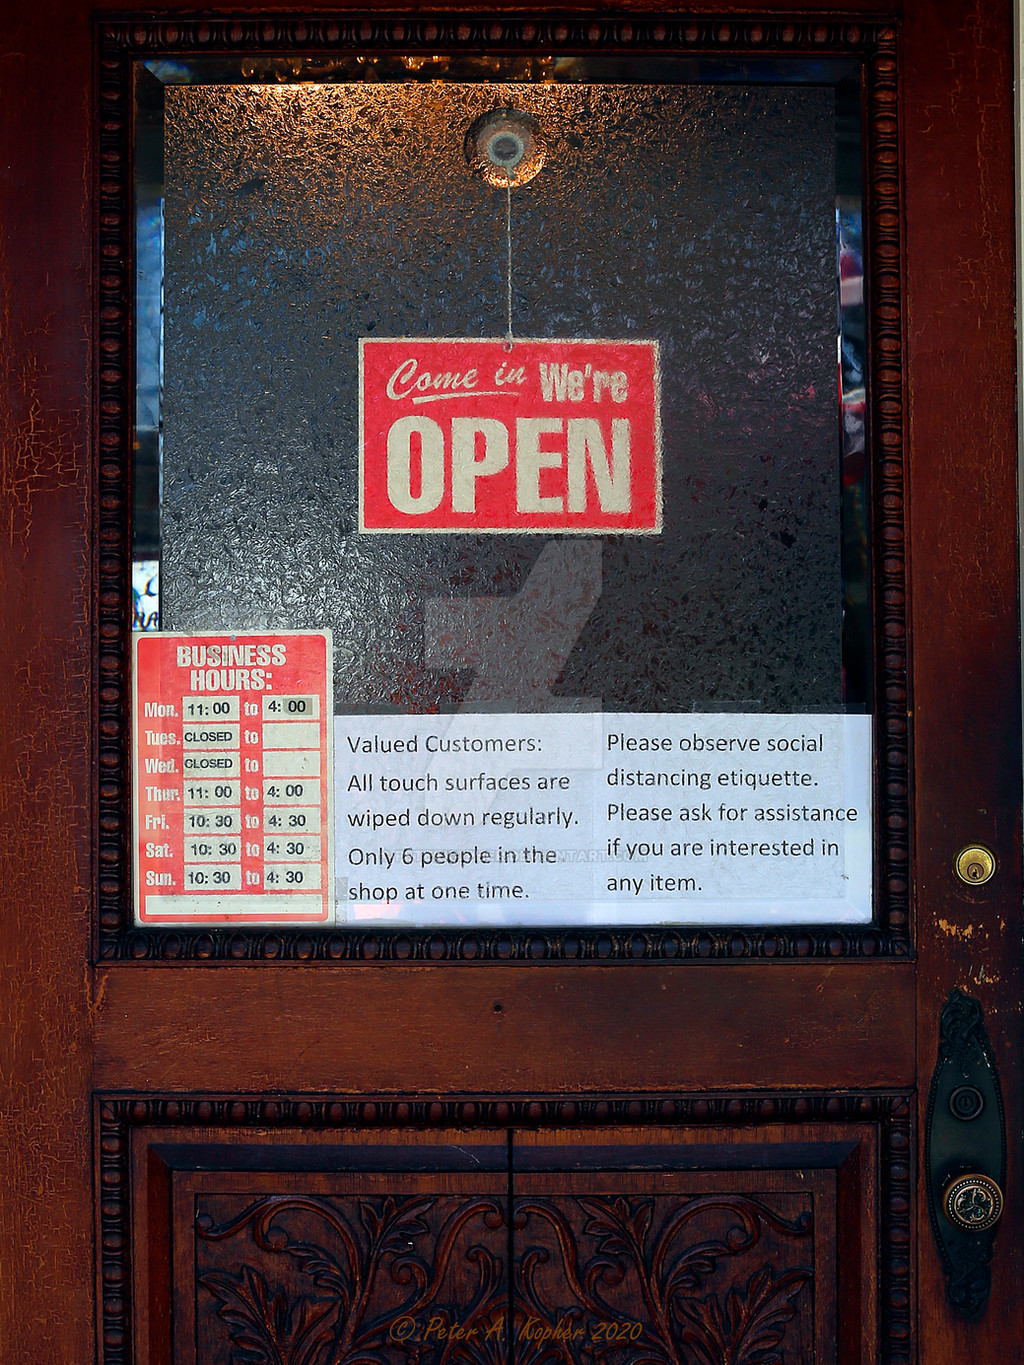 Come in We're
OPEN
BUSINESS
HOURS:
Mon. 11:00 to 4:00
Tues. CLOSED to
Wed. CLOSED to
Thur. 11:00 to 4:00
Fri. 10:30 to 4:30
Sat. 10:30 to 4:30
Sun. 10:30 to 4:30
Valued Customers:
All touch surfaces are
wiped down regularly.
Only 6 people in the
shop at one time.
Please observe social
distancing etiquette.
Please ask for assistance
if you are interested in
any item.
© Peter A. Kopher 2020